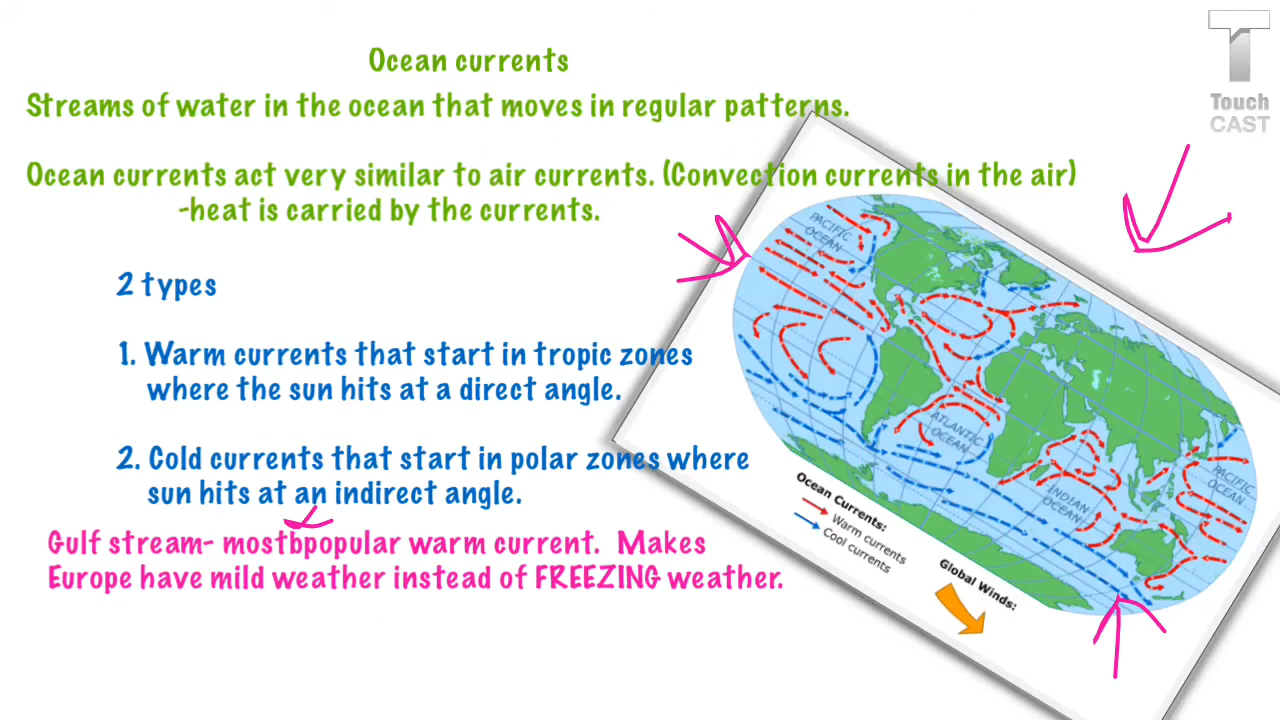 Ocean currents
Streams of water in the ocean that moves in regular patterns.
Ocean currents act very similar to air currents. (Convection currents in the air)
-heat is carried by the currents.
2 types
1. Warm currents that start in tropic zones
where the sun hits at a direct angle.
2. Cold currents that start in polar zones where
sun hits at an indirect angle.
Gulf stream- mostbpopular warm current. Makes
Europe have mild weather instead of FREEZING weather.
Touch
CAST
PACIFIC
OCEAN
ATLANTIC
OCEAN
INDIAN
OCEAN
PACIFIC
OCEAN
Ocean Currents:
Warm currents
Cool currents
Global Winds: